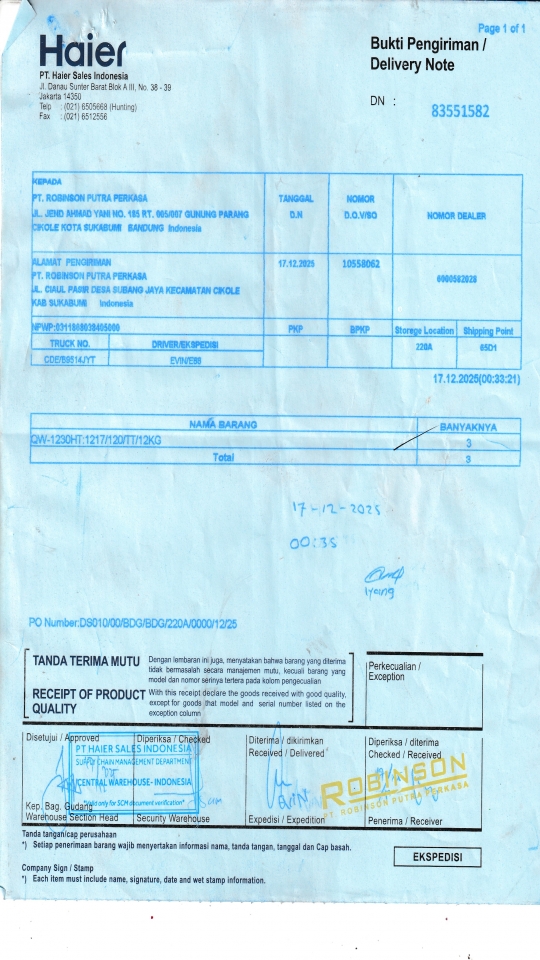 Page 1 of 1
Haier
Bukti Pengiriman /
Delivery Note
PT. Haier Sales Indonesia
Jl. Danau Sunter Barat Blok A III, No. 38 - 39
Jakarta 14350
Telp : (021) 6505668 (Hunting)
Fax : (021) 6512556
DN : 83551582
KEPADA
PT. ROBINSON PUTRA PERKASA
JL. JEND AHMAD YANI NO. 185 RT. 005/007 GUNUNG PARANG
CIKOLE KOTA SUKABUMI BANDUNG Indonesia
TANGGAL
D.N
NOMOR
D.O.V/SO
NOMOR DEALER
ALAMAT PENGIRIMAN
PT. ROBINSON PUTRA PERKASA
JL. CIAUL PASIR DESA SUBANG JAYA KECAMATAN CIKOLE
KAB SUKABUMI Indonesia
17.12.2025
10558062
NPWP:
PKP
BPKP
Storege Location
Shipping Point
TRUCK NO.
DRIVER/EKSPEDISI
220A
65D1
CDE/B9514JYT
EVIN/E88
17.12.2025(00:33:21)
NAMA BARANG
BANYAKNYA
QW-1230HT:1217/120/TT/12KG
3
Total
3
17-12-2025
00:35
Iyang
PO Number:DS010/00/BDG/BDG/220A/0000/12/25
TANDA TERIMA MUTU
Dengan lembaran ini juga, menyatakan bahwa barang yang diterima
tidak bermasalah secara manajemen mutu, kecuali barang yang
model dan nomor serinya tertera pada kolom pengecualian
RECEIPT OF PRODUCT
QUALITY
With this receipt declare the goods received with good quality,
except for goods that model and serial number listed on the
exception column
Perkecualian /
Exception
Disetujui / Approved
Diperiksa / Checked
Diterima / dikirimkan
Received / Delivered
Diperiksa / diterima
Checked / Received
PT HAIER SALES INDONESIA
SUPPLY CHAIN MANAGEMENT DEPARTMENT
CENTRAL WAREHOUSE- INDONESIA
*Valid only for SCM document verification*
EVIN
ROBINSON
PT. ROBINSON PUTRA PERKASA
Kep. Bag. Gudang
Warehouse Section Head
Security Warehouse
Expedisi / Expedition
Penerima / Receiver
Tanda tangan/cap perusahaan
*) Setiap penerimaan barang wajib menyertakan informasi nama, tanda tangan, tanggal dan Cap basah.
EKSPEDISI
Company Sign / Stamp
*) Each item must include name, signature, date and wet stamp information.